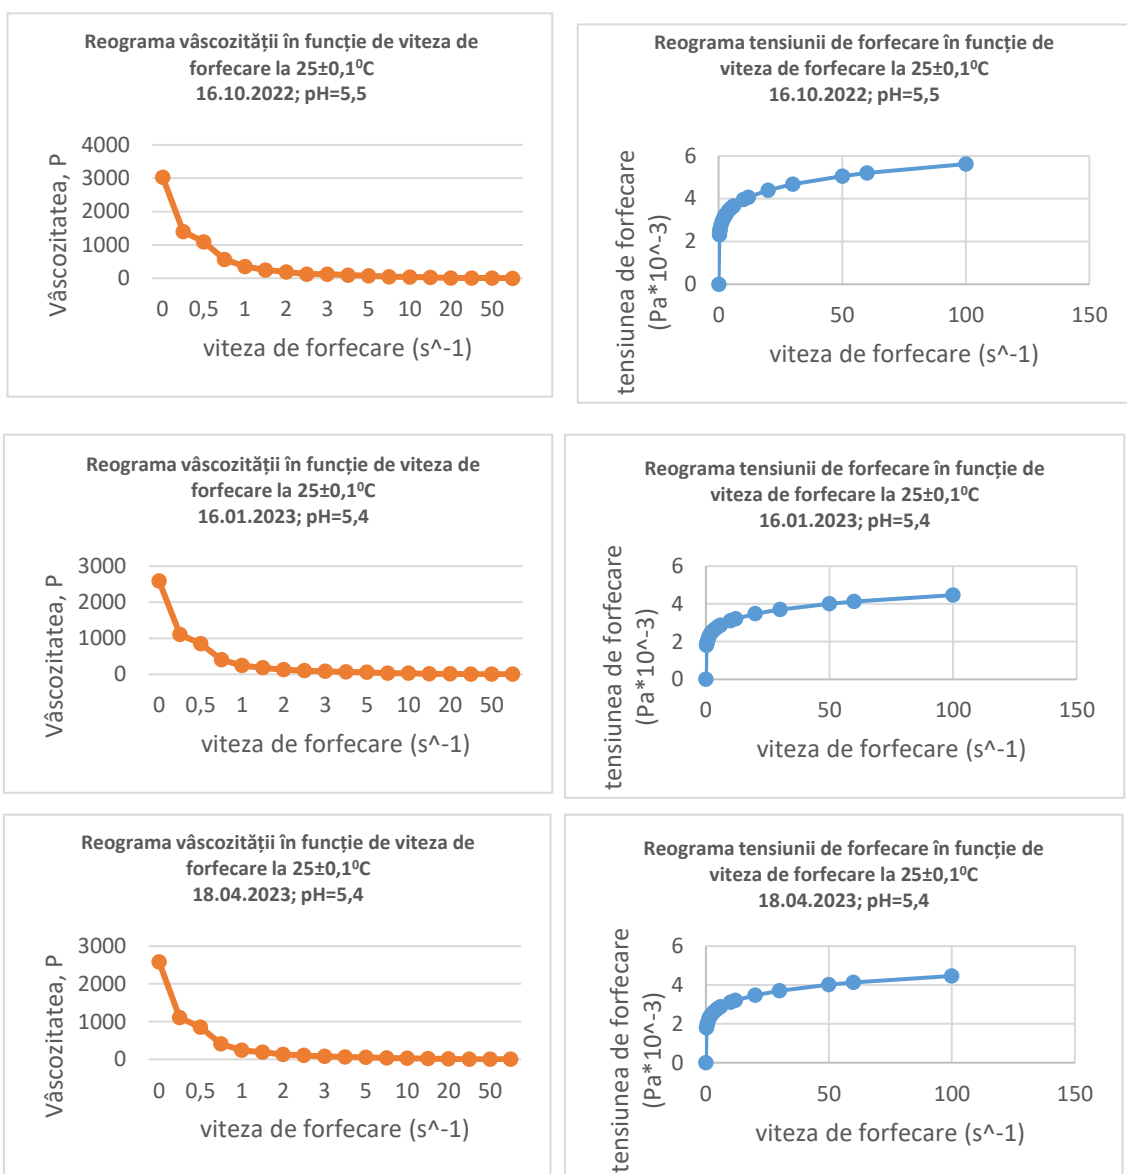 Reograma vâscozității în funcție de viteza de
forfecare la 25±0,1⁰C
16.10.2022; pH=5,5
Vâscozitatea, P
4000
3000
2000
1000
0
0 0,5 1 2 3 5 10 20 50
viteza de forfecare (s^-1)
Reograma tensiunii de forfecare în funcție de
viteza de forfecare la 25±0,1⁰C
16.10.2022; pH=5,5
tensiunea de forfecare
(Pa*10^-3)
6
4
2
0
0 50 100 150
viteza de forfecare (s^-1)
Reograma vâscozității în funcție de viteza de
forfecare la 25±0,1⁰C
16.01.2023; pH=5,4
Vâscozitatea, P
3000
2000
1000
0
0 0,5 1 2 3 5 10 20 50
viteza de forfecare (s^-1)
Reograma tensiunii de forfecare în funcție de
viteza de forfecare la 25±0,1⁰C
16.01.2023; pH=5,4
tensiunea de forfecare
(Pa*10^-3)
6
4
2
0
0 50 100 150
viteza de forfecare (s^-1)
Reograma vâscozității în funcție de viteza de
forfecare la 25±0,1⁰C
18.04.2023; pH=5,4
Vâscozitatea, P
3000
2000
1000
0
0 0,5 1 2 3 5 10 20 50
viteza de forfecare (s^-1)
Reograma tensiunii de forfecare în funcție de
viteza de forfecare la 25±0,1⁰C
18.04.2023; pH=5,4
tensiunea de forfecare
(Pa*10^-3)
6
4
2
0
0 50 100 150
viteza de forfecare (s^-1)